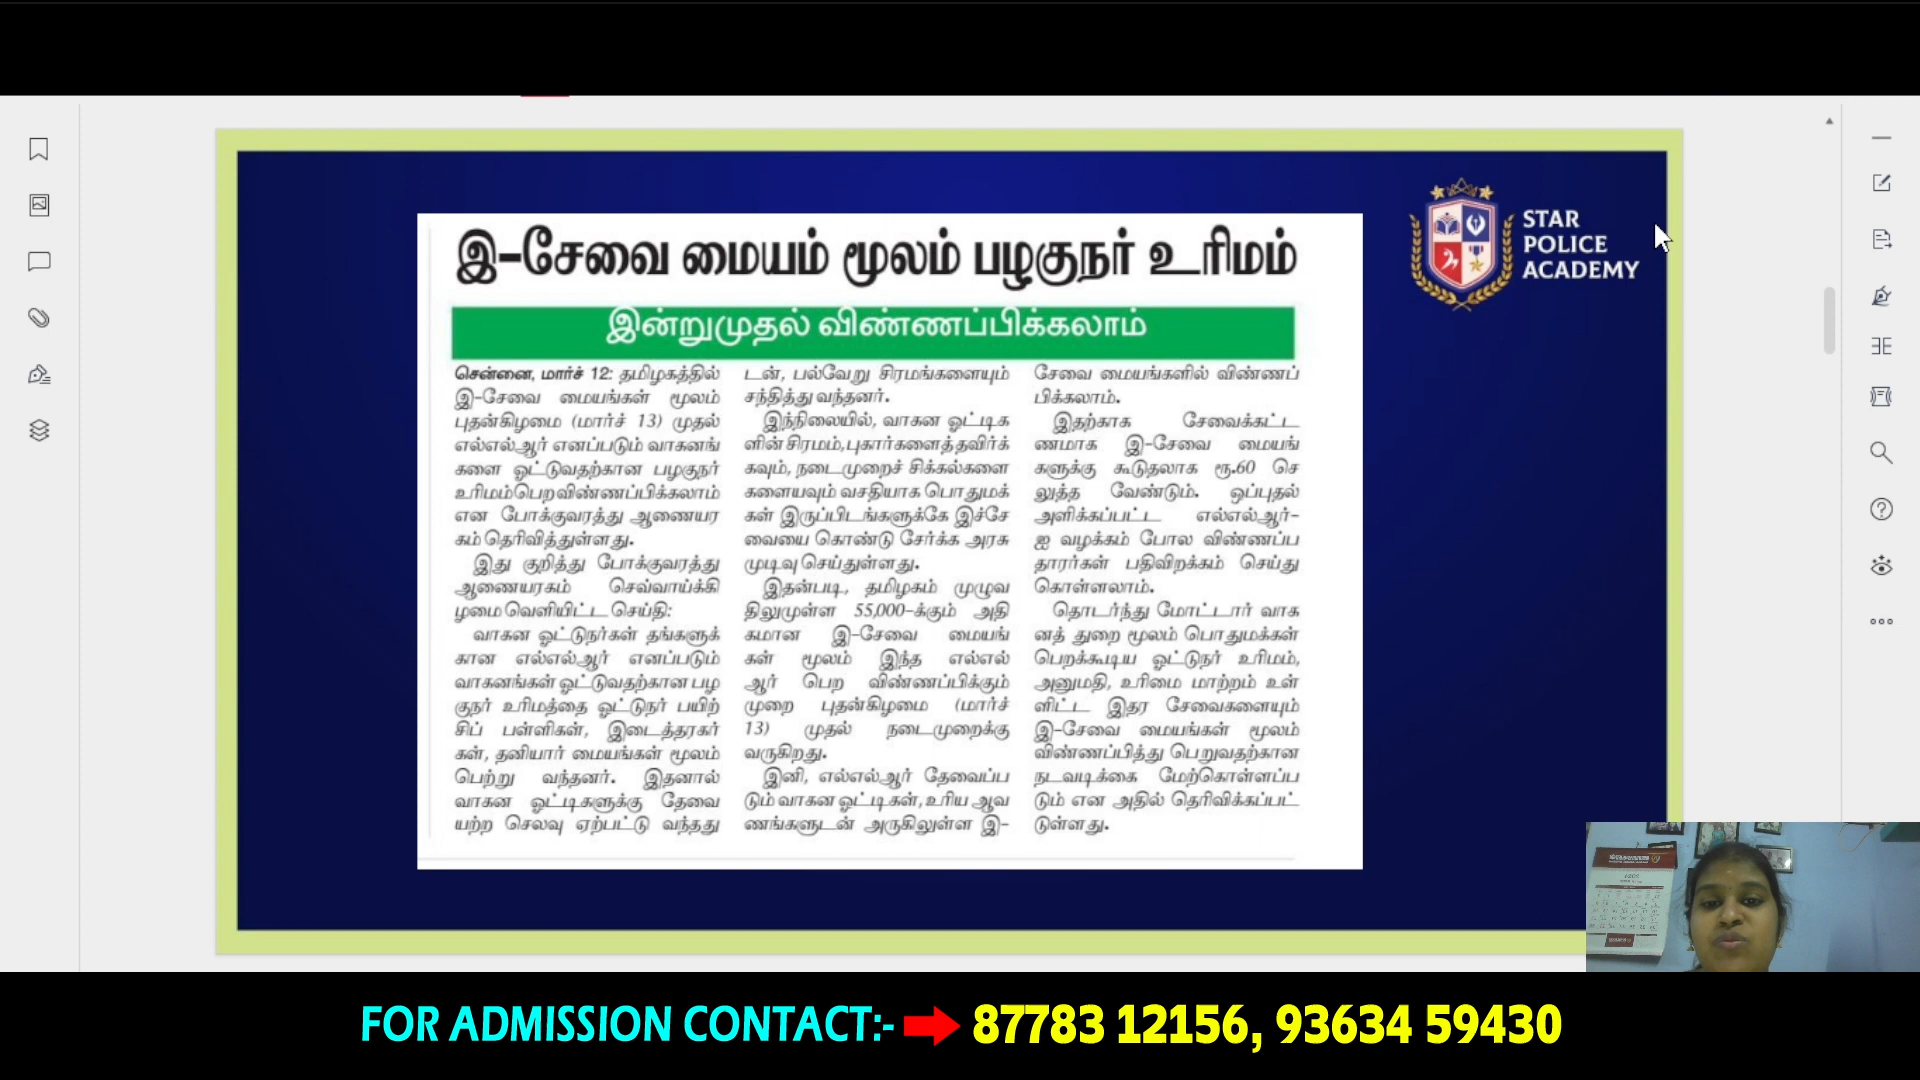 இ-சேவை மையம் மூலம் பழகுநர் உரிமம்
இன்றுமுதல் விண்ணப்பிக்கலாம்
சென்னை, மார்ச் 12: தமிழகத்தில்
இ-சேவை மையங்கள் மூலம்
புதன்கிழமை (மார்ச் 13) முதல்
எல்எல்ஆர் எனப்படும் வாகனங்
களை ஓட்டுவதற்கான பழகுநர்
உரிமம்பெறவிண்ணப்பிக்கலாம்
என போக்குவரத்து ஆணையர
கம் தெரிவித்துள்ளது.
இது குறித்து போக்குவரத்து
ஆணையரகம் செவ்வாய்க்கி
ழமை வெளியிட்ட செய்தி:
வாகன ஓட்டுநர்கள் தங்களுக்
கான எல்எல்ஆர் எனப்படும்
வாகனங்கள் ஓட்டுவதற்கான பழ
குநர் உரிமத்தை ஓட்டுநர் பயிற்
சிப் பள்ளிகள், இடைத்தரகர்
கள், தனியார் மையங்கள் மூலம்
பெற்று வந்தனர். இதனால்
வாகன ஓட்டிகளுக்கு தேவை
யற்ற செலவு ஏற்பட்டு வந்தது
டன், பல்வேறு சிரமங்களையும்
சந்தித்து வந்தனர்.
இந்நிலையில், வாகன ஓட்டிக
ளின் சிரமம், புகார்களைத்தவிர்க்
கவும், நடைமுறைச் சிக்கல்களை
களையவும் வசதியாக பொதுமக்
கள் இருப்பிடங்களுக்கே இச்சே
வையை கொண்டு சேர்க்க அரசு
முடிவு செய்துள்ளது.
இதன்படி, தமிழகம் முழுவ
திலுமுள்ள 55,000-க்கும் அதி
கமான இ-சேவை மையங்
கள் மூலம் இந்த எல்எல்
ஆர் பெற விண்ணப்பிக்கும்
முறை புதன்கிழமை (மார்ச்
13) முதல் நடைமுறைக்கு
வருகிறது.
இனி, எல்எல்ஆர் தேவைப்ப
டும் வாகன ஓட்டிகள், உரிய ஆவ
ணங்களுடன் அருகிலுள்ள இ-
சேவை மையங்களில் விண்ணப்
பிக்கலாம்.
இதற்காக சேவைக்கட்ட
ணமாக இ-சேவை மையங்
களுக்கு கூடுதலாக ரூ.60 செ
லுத்த வேண்டும். ஒப்புதல்
அளிக்கப்பட்ட எல்எல்ஆர்-
ஐ வழக்கம் போல விண்ணப்ப
தாரர்கள் பதிவிறக்கம் செய்து
கொள்ளலாம்.
தொடர்ந்து மோட்டார் வாக
னத் துறை மூலம் பொதுமக்கள்
பெறக்கூடிய ஓட்டுநர் உரிமம்,
அனுமதி, உரிமை மாற்றம் உள்
ளிட்ட இதர சேவைகளையும்
இ-சேவை மையங்கள் மூலம்
விண்ணப்பித்து பெறுவதற்கான
நடவடிக்கை மேற்கொள்ளப்ப
டும் என அதில் தெரிவிக்கப்பட்
டுள்ளது.
STAR
POLICE
ACADEMY
FOR ADMISSION CONTACT:- 87783 12156, 93634 59430